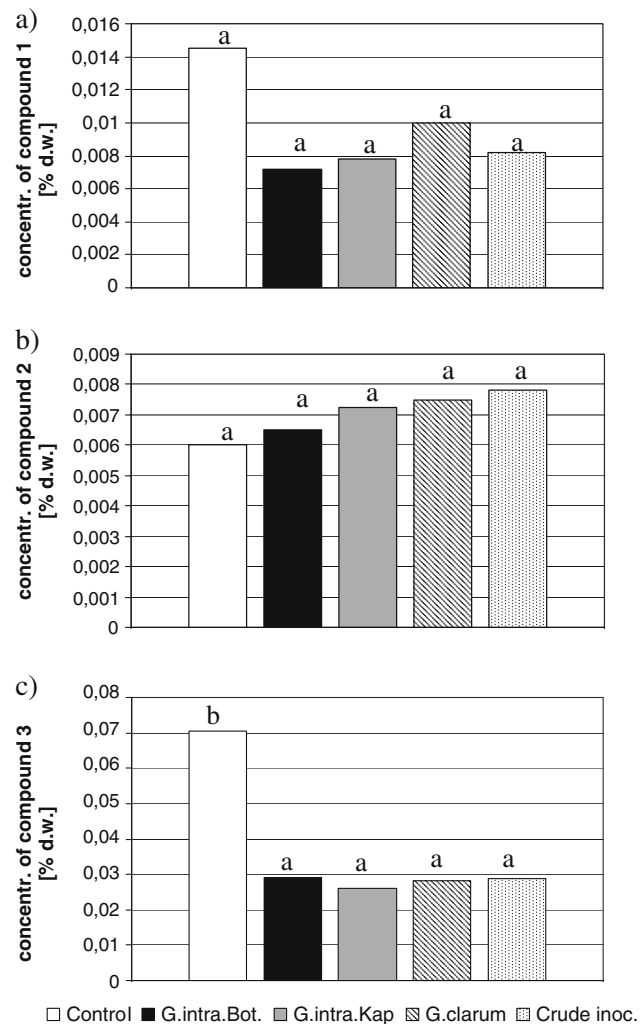 a)
concentr. of compound 1
[% d.w.]
0,016
0,014
0,012
0,01
0,008
0,006
0,004
0,002
0
a
a
a
a
a
b)
concentr. of compound 2
[% d.w.]
0,009
0,008
0,007
0,006
0,005
0,004
0,003
0,002
0,001
0
a
a
a
a
a
c)
concentr. of compound 3
[% d.w.]
0,08
0,07
0,06
0,05
0,04
0,03
0,02
0,01
0
b
a
a
a
a
Control G.intra.Bot. G.intra.Kap G.clarum Crude inoc.